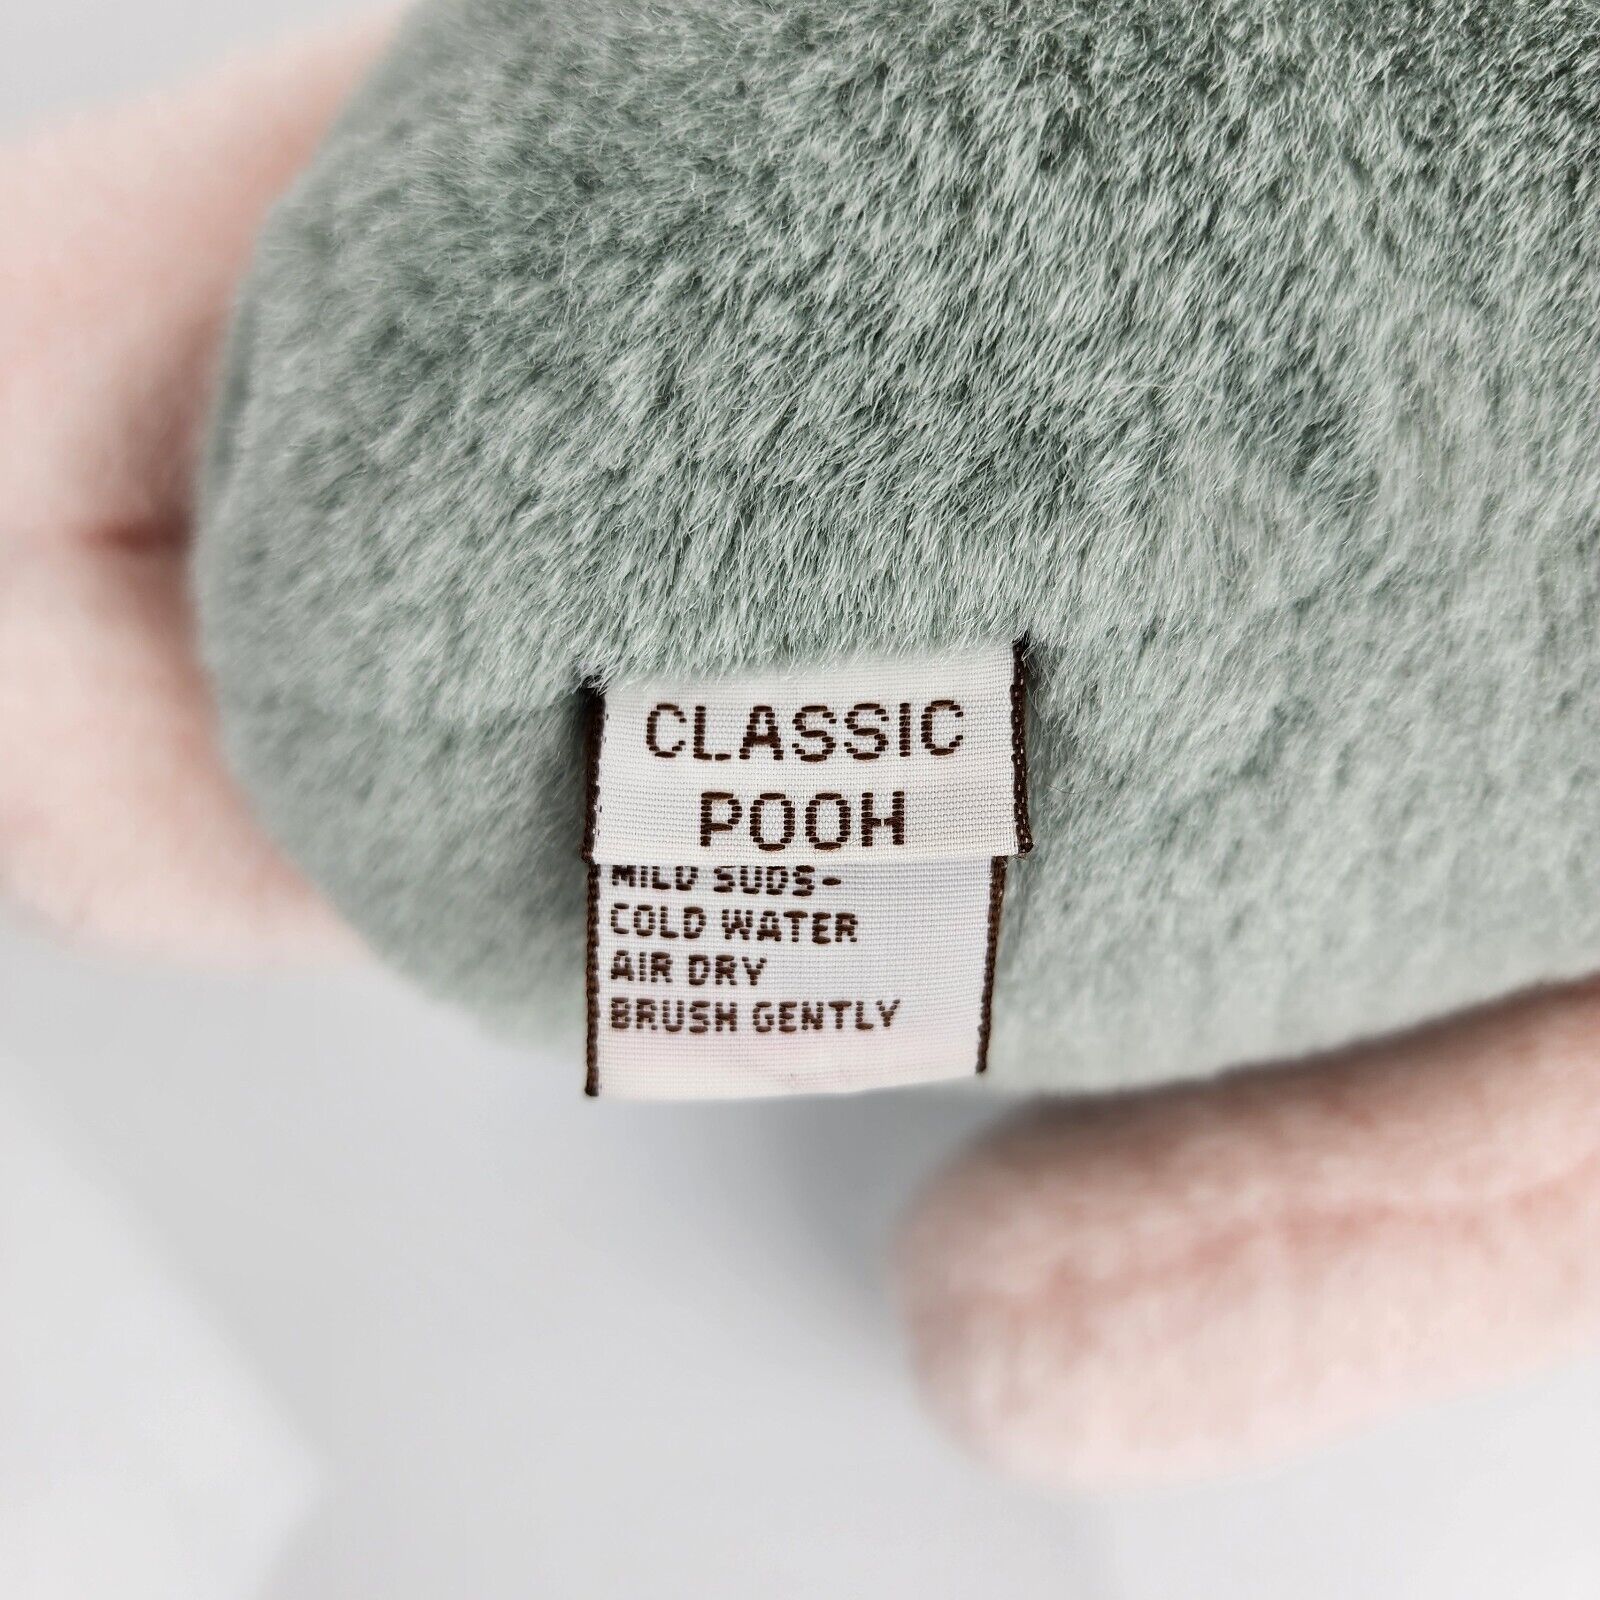 CLASSIC
POOH
MILD SUDS-
COLD WATER
AIR DRY
BRUSH GENTLY